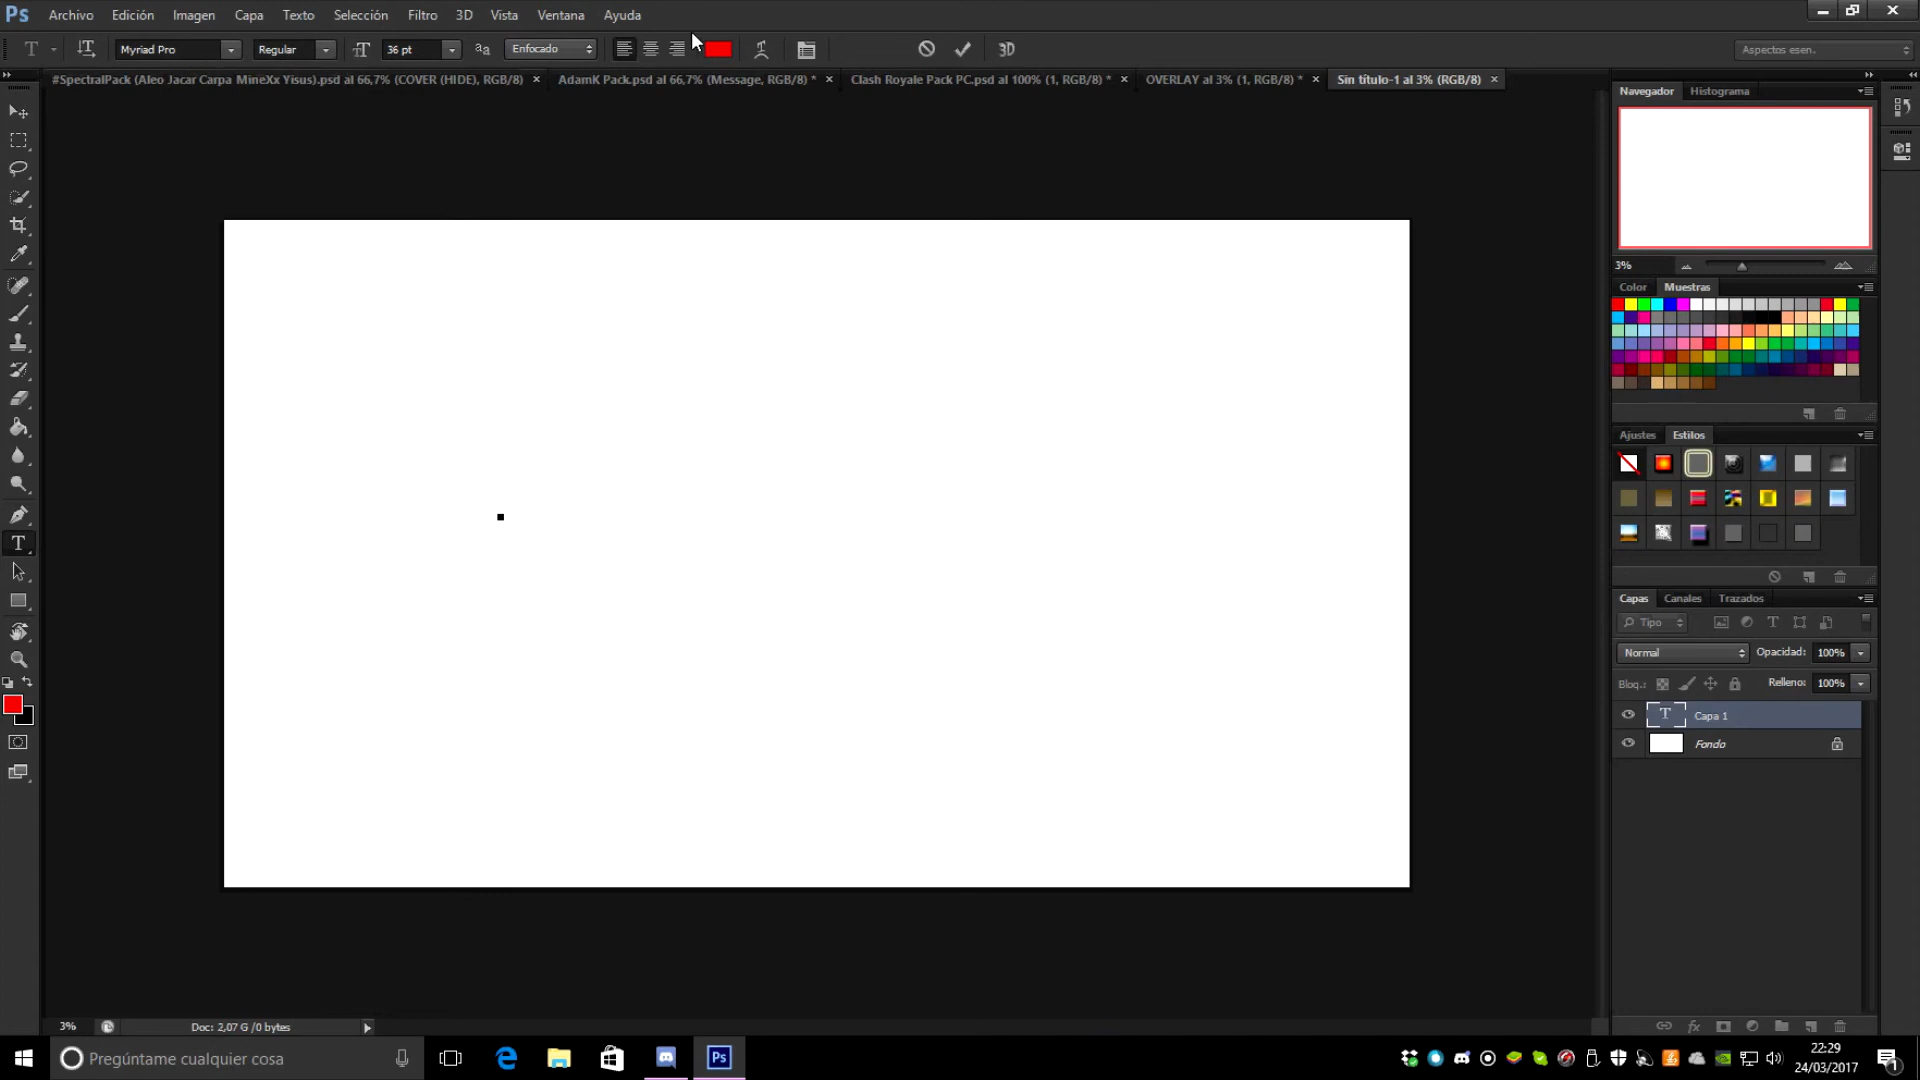 Ps Archivo Edición Imagen Capa Texto Selección Filtro 3D Vista Ventana Ayuda
T Myriad Pro Regular 36 pt aa Enfocado 3D Aspectos esen.
#SpectralPack (Aleo Jacar Carpa MineXx Yisus).psd al 66,7% (COVER (HIDE), RGB/8) × AdamK Pack.psd al 66,7% (Message, RGB/8) * × Clash Royale Pack PC.psd al 100% (1, RGB/8) * × OVERLAY al 3% (1, RGB/8) * × Sin título-1 al 3% (RGB/8) ×
Navegador Histograma
3%
Color Muestras
Ajustes Estilos
Capas Canales Trazados
Tipo
Normal Opacidad: 100%
Bloq.: Relleno: 100%
T Capa 1
Fondo
3% Doc: 2,07 G /0 bytes
Pregúntame cualquier cosa
Ps
22:29
24/03/2017
1